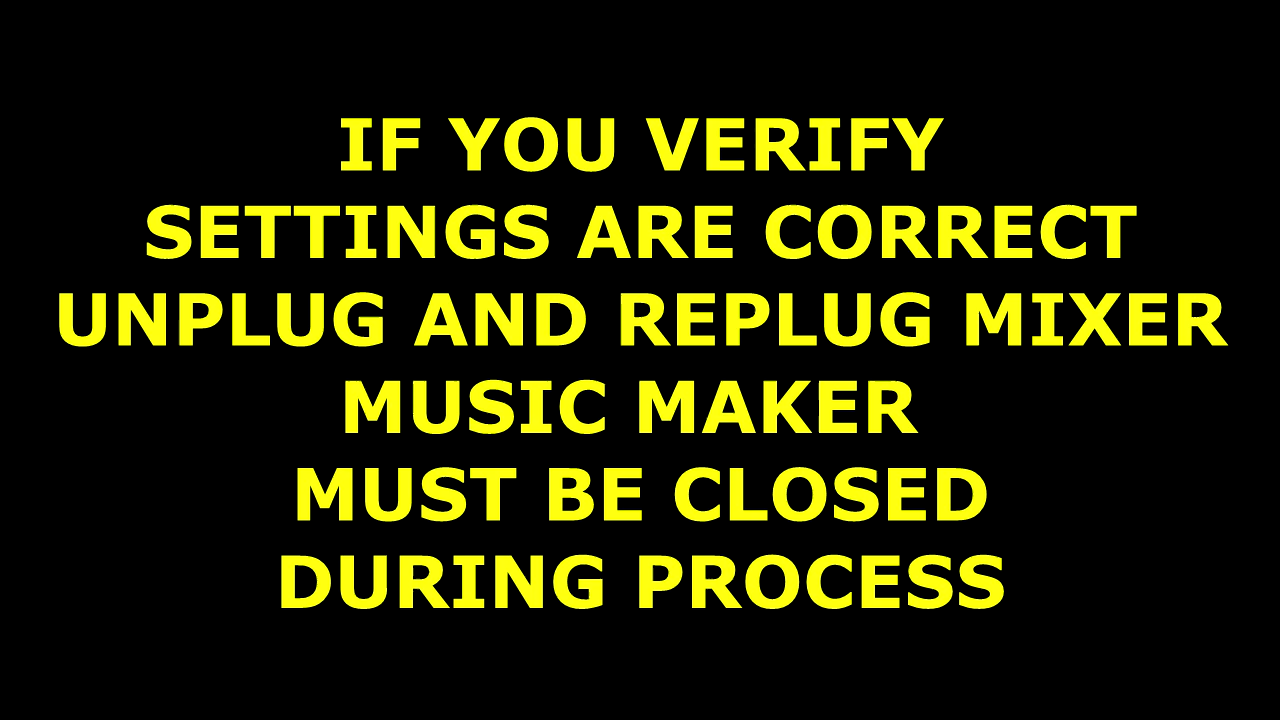 IF YOU VERIFY
SETTINGS ARE CORRECT
UNPLUG AND REPLUG MIXER
MUSIC MAKER
MUST BE CLOSED
DURING PROCESS